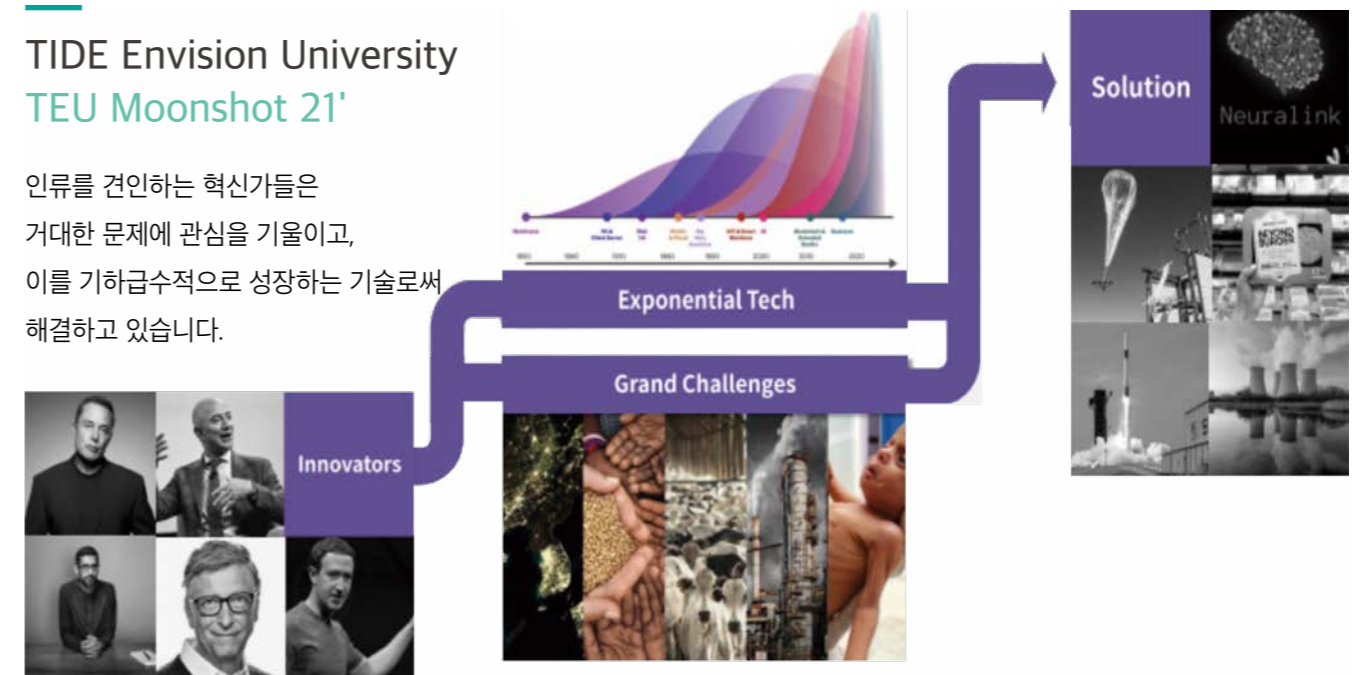 TIDE Envision University
TEU Moonshot 21'
인류를 견인하는 혁신가들은
거대한 문제에 관심을 기울이고,
이를 기하급수적으로 성장하는 기술로써
해결하고 있습니다.
Innovators
Exponential Tech
Grand Challenges
Solution
Neuralink
BEYOND
BURGER